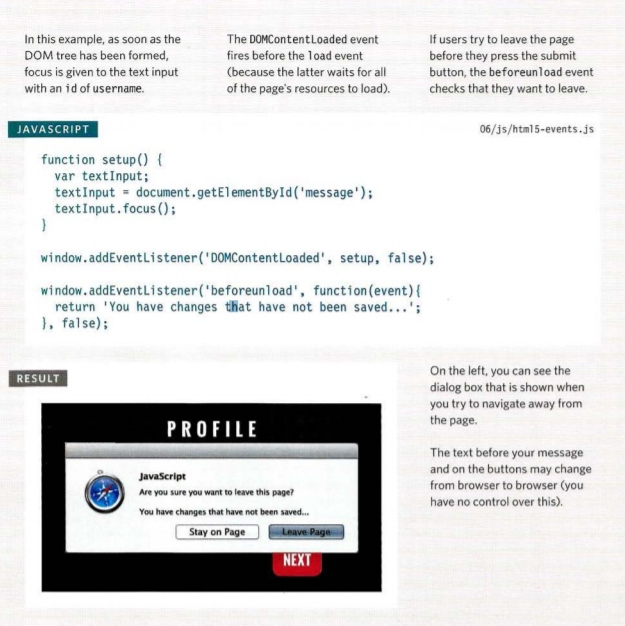 In this example, as soon as the
DOM tree has been formed,
focus is given to the text input
with an id of username.
The DOMContentLoaded event
fires before the load event
(because the latter waits for all
of the page's resources to load).
If users try to leave the page
before they press the submit
button, the beforeunload event
checks that they want to leave.
JAVASCRIPT
06/js/html5-events.js
function setup() {
  var textInput;
  textInput = document.getElementById('message');
  textInput.focus();
}
window.addEventListener('DOMContentLoaded', setup, false);
window.addEventListener('beforeunload', function(event){
  return 'You have changes that have not been saved...';
}, false);
RESULT
PROFILE
JavaScript
Are you sure you want to leave this page?
You have changes that have not been saved...
Stay on Page
Leave Page
NEXT
On the left, you can see the
dialog box that is shown when
you try to navigate away from
the page.
The text before your message
and on the buttons may change
from browser to browser (you
have no control over this).